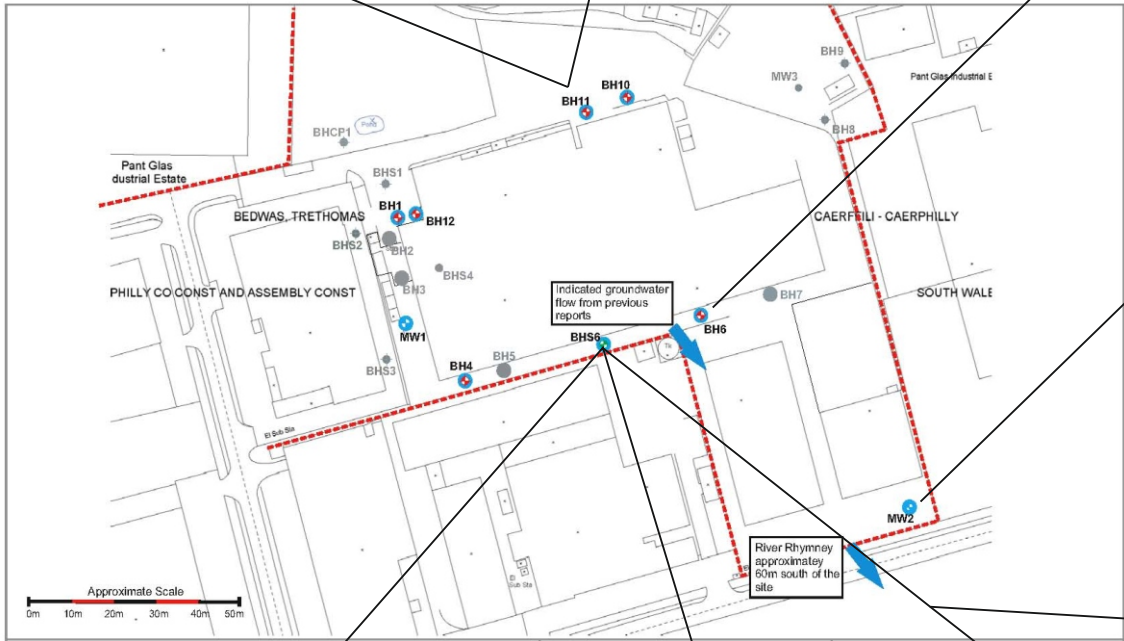 BH9
Pant Glas Industrial E
MW3
BH10
BH11
BH8
Pond
BHCP1
Pant Glas
dustrial Estate
BHS1
BEDWAS, TRETHOMAS
BH1
BH12
CAERFFILI - CAERPHILLY
BHS2
BH2
BHS4
BH3
PHILLY CO CONST AND ASSEMBLY CONST
Indicated groundwater
flow from previous
reports
BH7
SOUTH WALE
MW1
BHS6
BH6
BHS3
BH4
BH5
El Sub Sta
MW2
River Rhymney
approximatey
60m south of the
site
El
Sub Sta
Approximate Scale
0m 10m 20m 30m 40m 50m